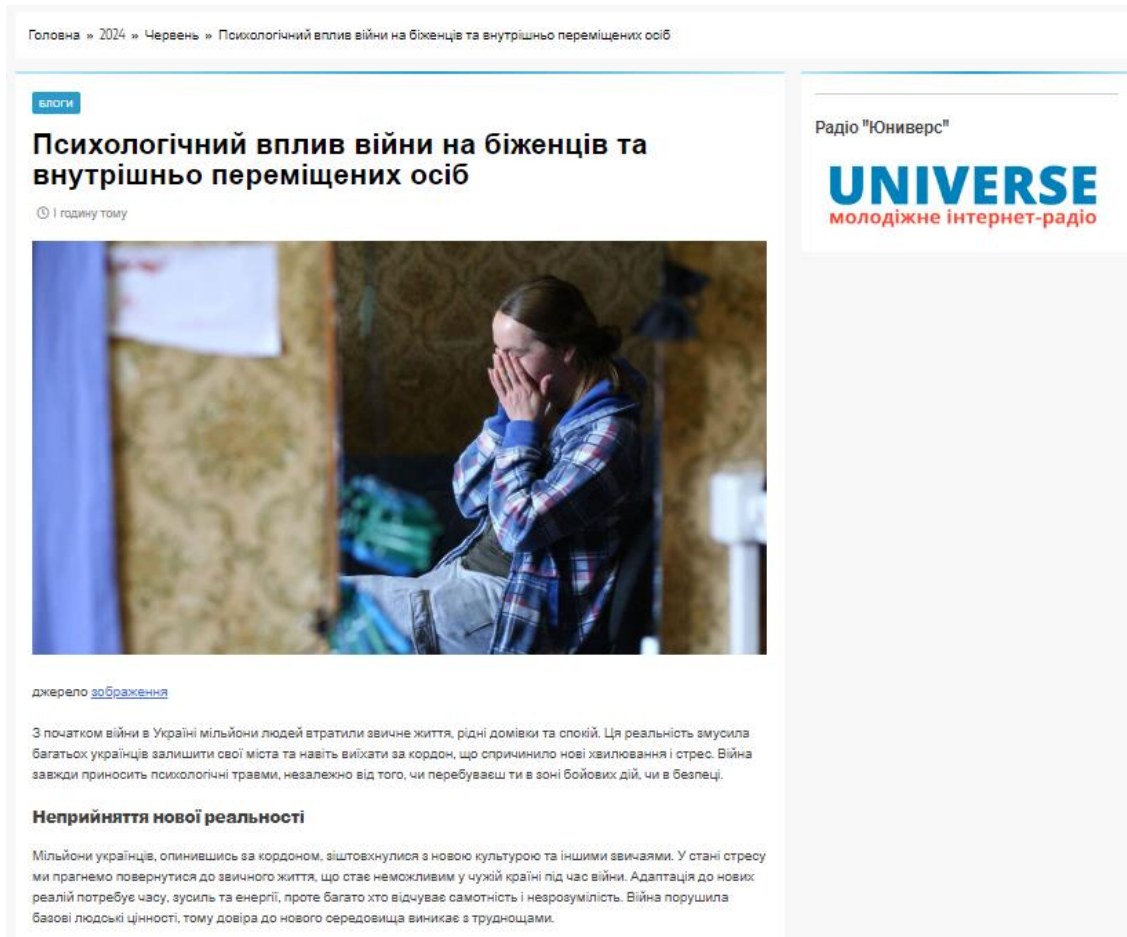 Головна » 2024 » Червень » Психологічний вплив війни на біженців та внутрішньо переміщених осіб
БЛОГИ
Психологічний вплив війни на біженців та
внутрішньо переміщених осіб
1 годину тому
джерело зображення
З початком війни в Україні мільйони людей втратили звичне життя, рідні домівки та спокій. Ця реальність змусила
багатьох українців залишити свої міста та навіть виїхати за кордон, що спричинило нові хвилювання і стрес. Війна
завжди приносить психологічні травми, незалежно від того, чи перебуваєш ти в зоні бойових дій, чи в безпеці.
Неприйняття нової реальності
Мільйони українців, опинившись за кордоном, зіштовхнулися з новою культурою та іншими звичаями. У стані стресу
ми прагнемо повернутися до звичного життя, що стає неможливим у чужій країні під час війни. Адаптація до нових
реалій потребує часу, зусиль та енергії, проте багато хто відчуває самотність і незрозумілість. Війна порушила
базові людські цінності, тому довіра до нового середовища виникає з труднощами.
Радіо "Юниверс"
UNIVERSE
молодіжне інтернет-радіо